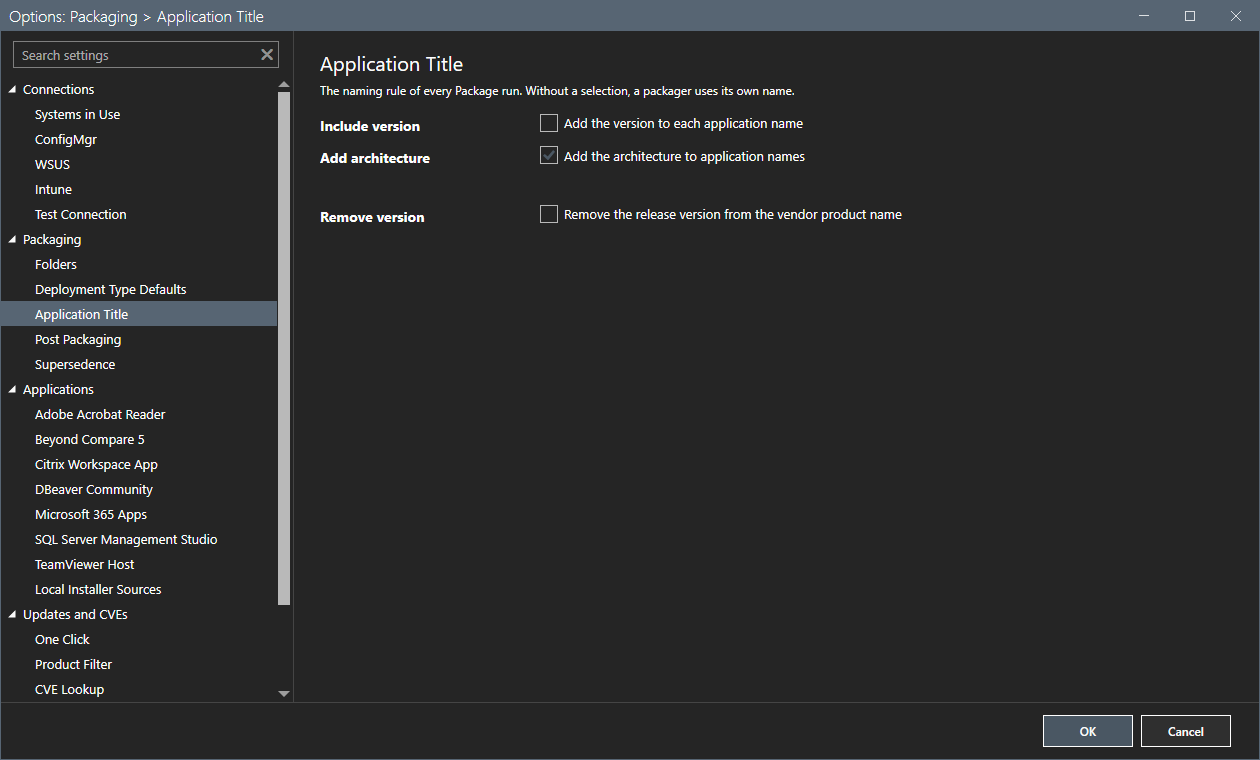 Options: Packaging > Application Title
Search settings
Connections
Systems in Use
ConfigMgr
WSUS
Intune
Test Connection
Packaging
Folders
Deployment Type Defaults
Application Title
Post Packaging
Supersedence
Applications
Adobe Acrobat Reader
Beyond Compare 5
Citrix Workspace App
DBeaver Community
Microsoft 365 Apps
SQL Server Management Studio
TeamViewer Host
Local Installer Sources
Updates and CVEs
One Click
Product Filter
CVE Lookup
Application Title
The naming rule of every Package run. Without a selection, a packager uses its own name.
Include version Add the version to each application name
Add architecture Add the architecture to application names
Remove version Remove the release version from the vendor product name
OK Cancel